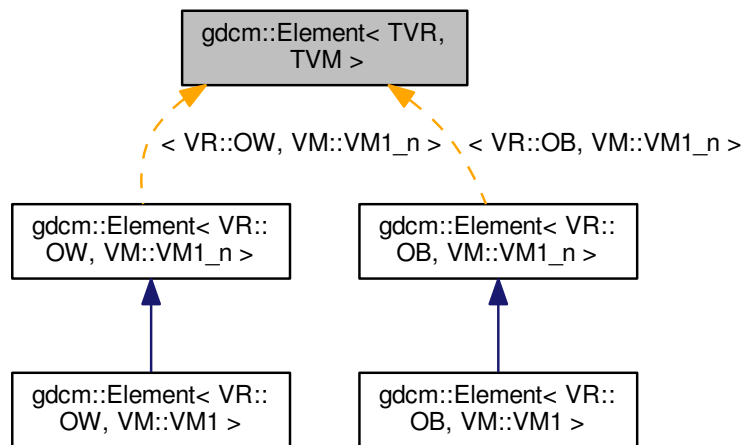 gdcm::Element< TVR,
TVM >
< VR::OW, VM::VM1_n >
< VR::OB, VM::VM1_n >
gdcm::Element< VR::
OW, VM::VM1_n >
gdcm::Element< VR::
OB, VM::VM1_n >
gdcm::Element< VR::
OW, VM::VM1 >
gdcm::Element< VR::
OB, VM::VM1 >